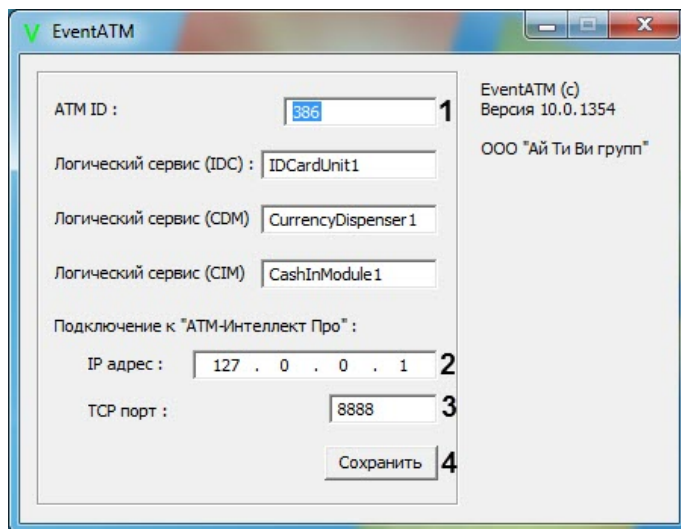 EventATM
ATM ID :
386
1
Логический сервис (IDC) :
IDCardUnit1
Логический сервис (CDM)
CurrencyDispenser1
Логический сервис (CIM)
CashInModule1
Подключение к "АТМ-Интеллект Про" :
IP адрес :
127 . 0 . 0 . 1
2
TCP порт :
8888
3
Сохранить
4
EventATM (c)
Версия 10.0.1354
ООО "Ай Ти Ви групп"